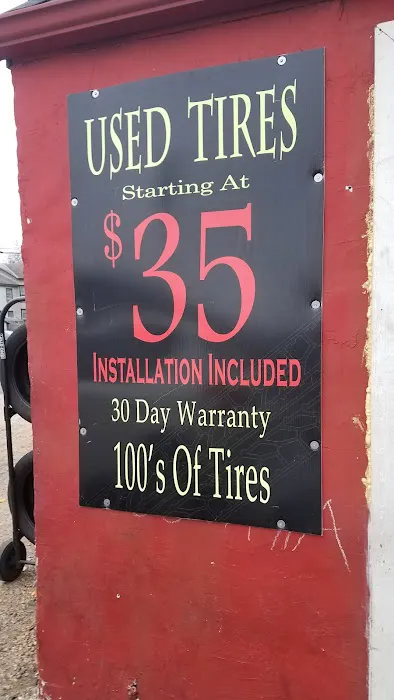 USED TIRES
Starting At
$35
INSTALLATION INCLUDED
30 Day Warranty
100's Of Tires